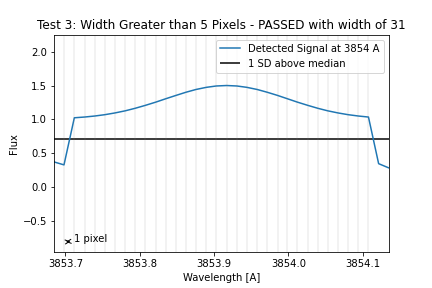 Test 3: Width Greater than 5 Pixels - PASSED with width of 31
2.0
1.5
1.0
0.5
0.0
−0.5
Flux
Detected Signal at 3854 A
1 SD above median
1 pixel
3853.7 3853.8 3853.9 3854.0 3854.1
Wavelength [A]